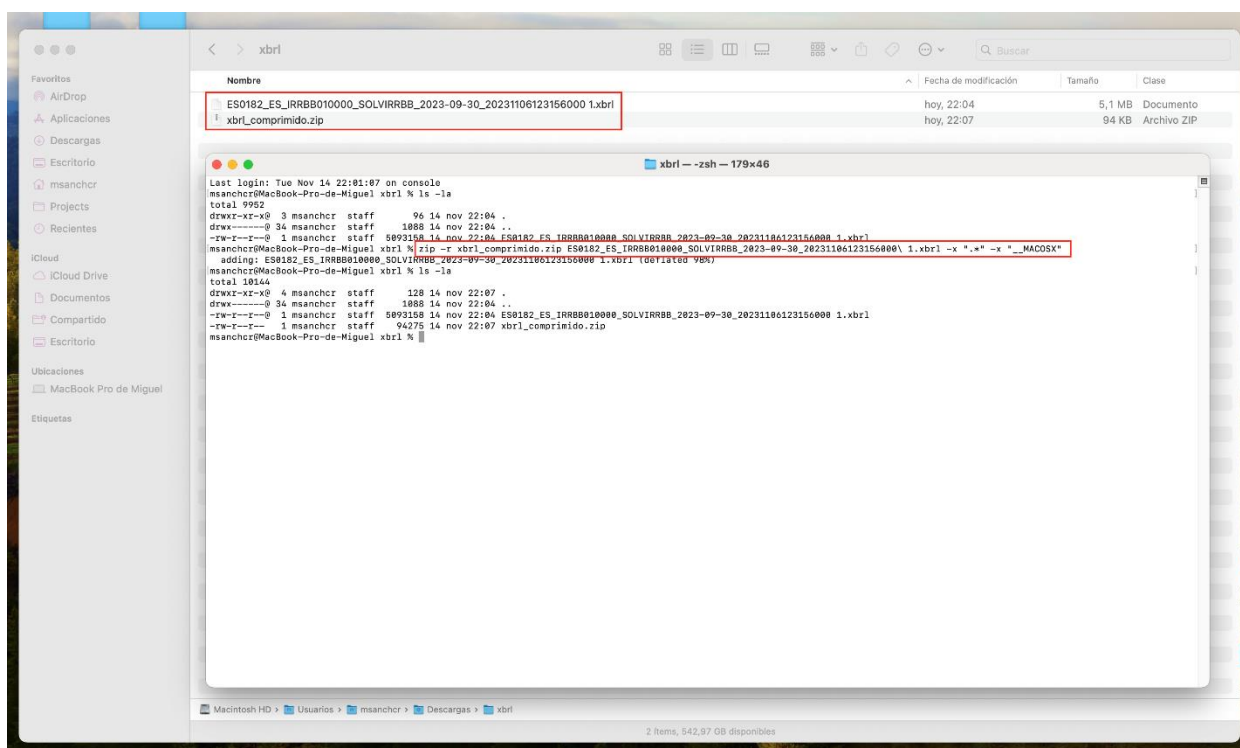 xbrl
Buscar
Favoritos
AirDrop
Aplicaciones
Descargas
Escritorio
msanchcr
Projects
Recientes
iCloud
iCloud Drive
Documentos
Compartido
Escritorio
Ubicaciones
MacBook Pro de Miguel
Etiquetas
Nombre Fecha de modificación Tamaño Clase
ES0182_ES_IRRBB010000_SOLVIRRBB_2023-09-30_20231106123156000 1.xbrl hoy, 22:04 5,1 MB Documento
xbrl_comprimido.zip hoy, 22:07 94 KB Archivo ZIP
xbrl — -zsh — 179×46
Last login: Tue Nov 14 22:01:07 on console
msanchcr@MacBook-Pro-de-Miguel xbrl % ls -la
total 9952
drwxr-xr-x@ 3 msanchcr staff 96 14 nov 22:04 .
drwx------@ 34 msanchcr staff 1088 14 nov 22:04 ..
-rw-r--r--@ 1 msanchcr staff 5093158 14 nov 22:04 ES0182_ES_IRRBB010000_SOLVIRRBB_2023-09-30_20231106123156000 1.xbrl
msanchcr@MacBook-Pro-de-Miguel xbrl % zip -r xbrl_comprimido.zip ES0182_ES_IRRBB010000_SOLVIRRBB_2023-09-30_20231106123156000\ 1.xbrl -x ".*" -x "__MACOSX"
adding: ES0182_ES_IRRBB010000_SOLVIRRBB_2023-09-30_20231106123156000 1.xbrl (deflated 98%)
msanchcr@MacBook-Pro-de-Miguel xbrl % ls -la
total 10144
drwxr-xr-x@ 4 msanchcr staff 128 14 nov 22:07 .
drwx------@ 34 msanchcr staff 1088 14 nov 22:04 ..
-rw-r--r--@ 1 msanchcr staff 5093158 14 nov 22:04 ES0182_ES_IRRBB010000_SOLVIRRBB_2023-09-30_20231106123156000 1.xbrl
-rw-r--r-- 1 msanchcr staff 94275 14 nov 22:07 xbrl_comprimido.zip
msanchcr@MacBook-Pro-de-Miguel xbrl %
Macintosh HD › Usuarios › msanchcr › Descargas › xbrl
2 ítems, 542,97 GB disponibles